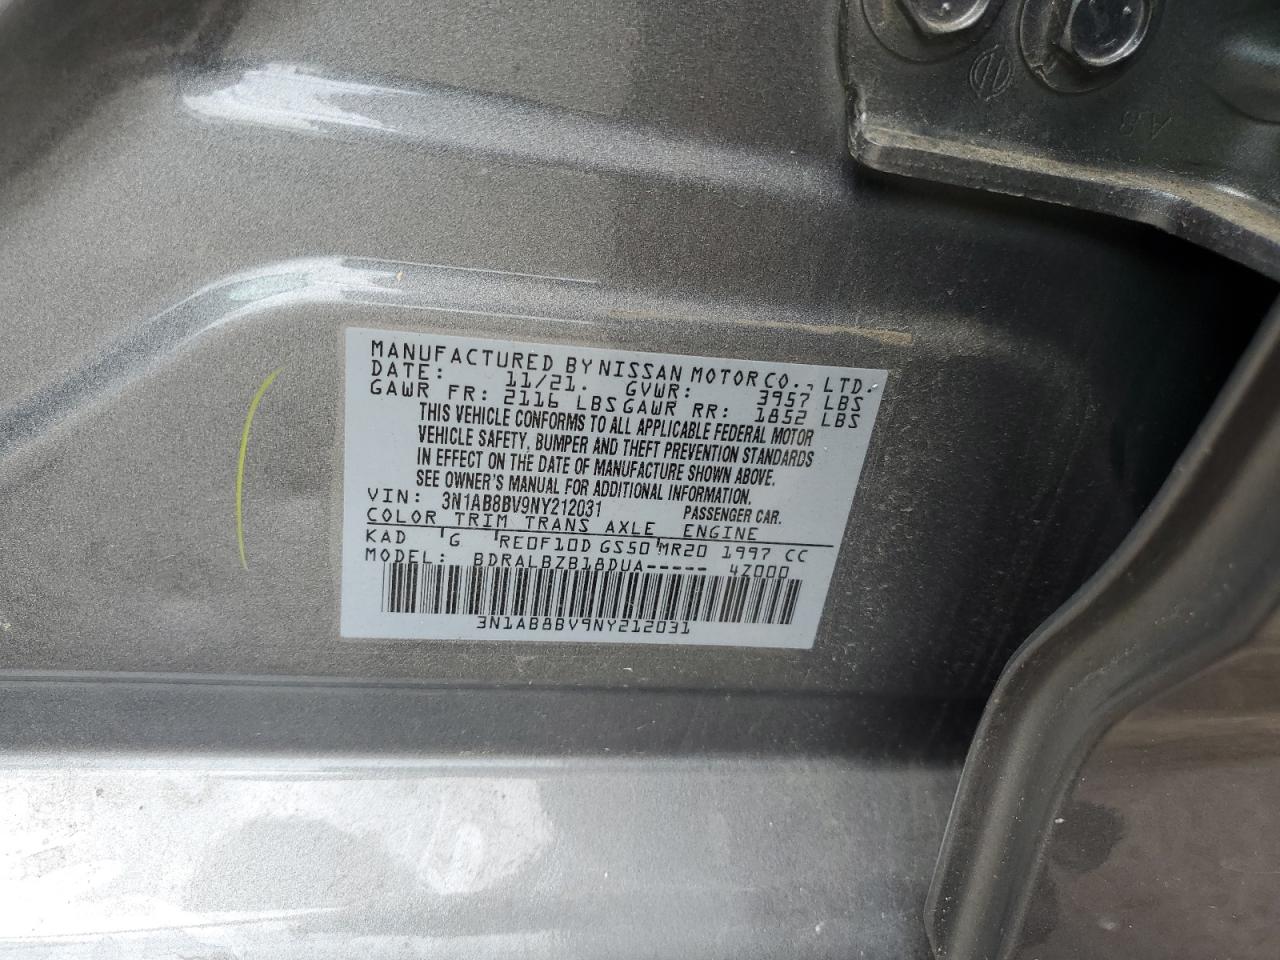 MANUFACTURED BY NISSAN MOTOR CO., LTD.
DATE: 11/21. GVWR: 3957 LBS
GAWR FR: 2116 LBS GAWR RR: 1852 LBS
THIS VEHICLE CONFORMS TO ALL APPLICABLE FEDERAL MOTOR
VEHICLE SAFETY, BUMPER AND THEFT PREVENTION STANDARDS
IN EFFECT ON THE DATE OF MANUFACTURE SHOWN ABOVE.
SEE OWNER'S MANUAL FOR ADDITIONAL INFORMATION.
VIN: 3N1AB8BV9NY212031 PASSENGER CAR.
COLOR TRIM TRANS AXLE ENGINE
KAD G RE0F10D GS50 MR20 1997 CC
MODEL: BDRALBZB18DUA----- 4Z000
3N1AB8BV9NY212031